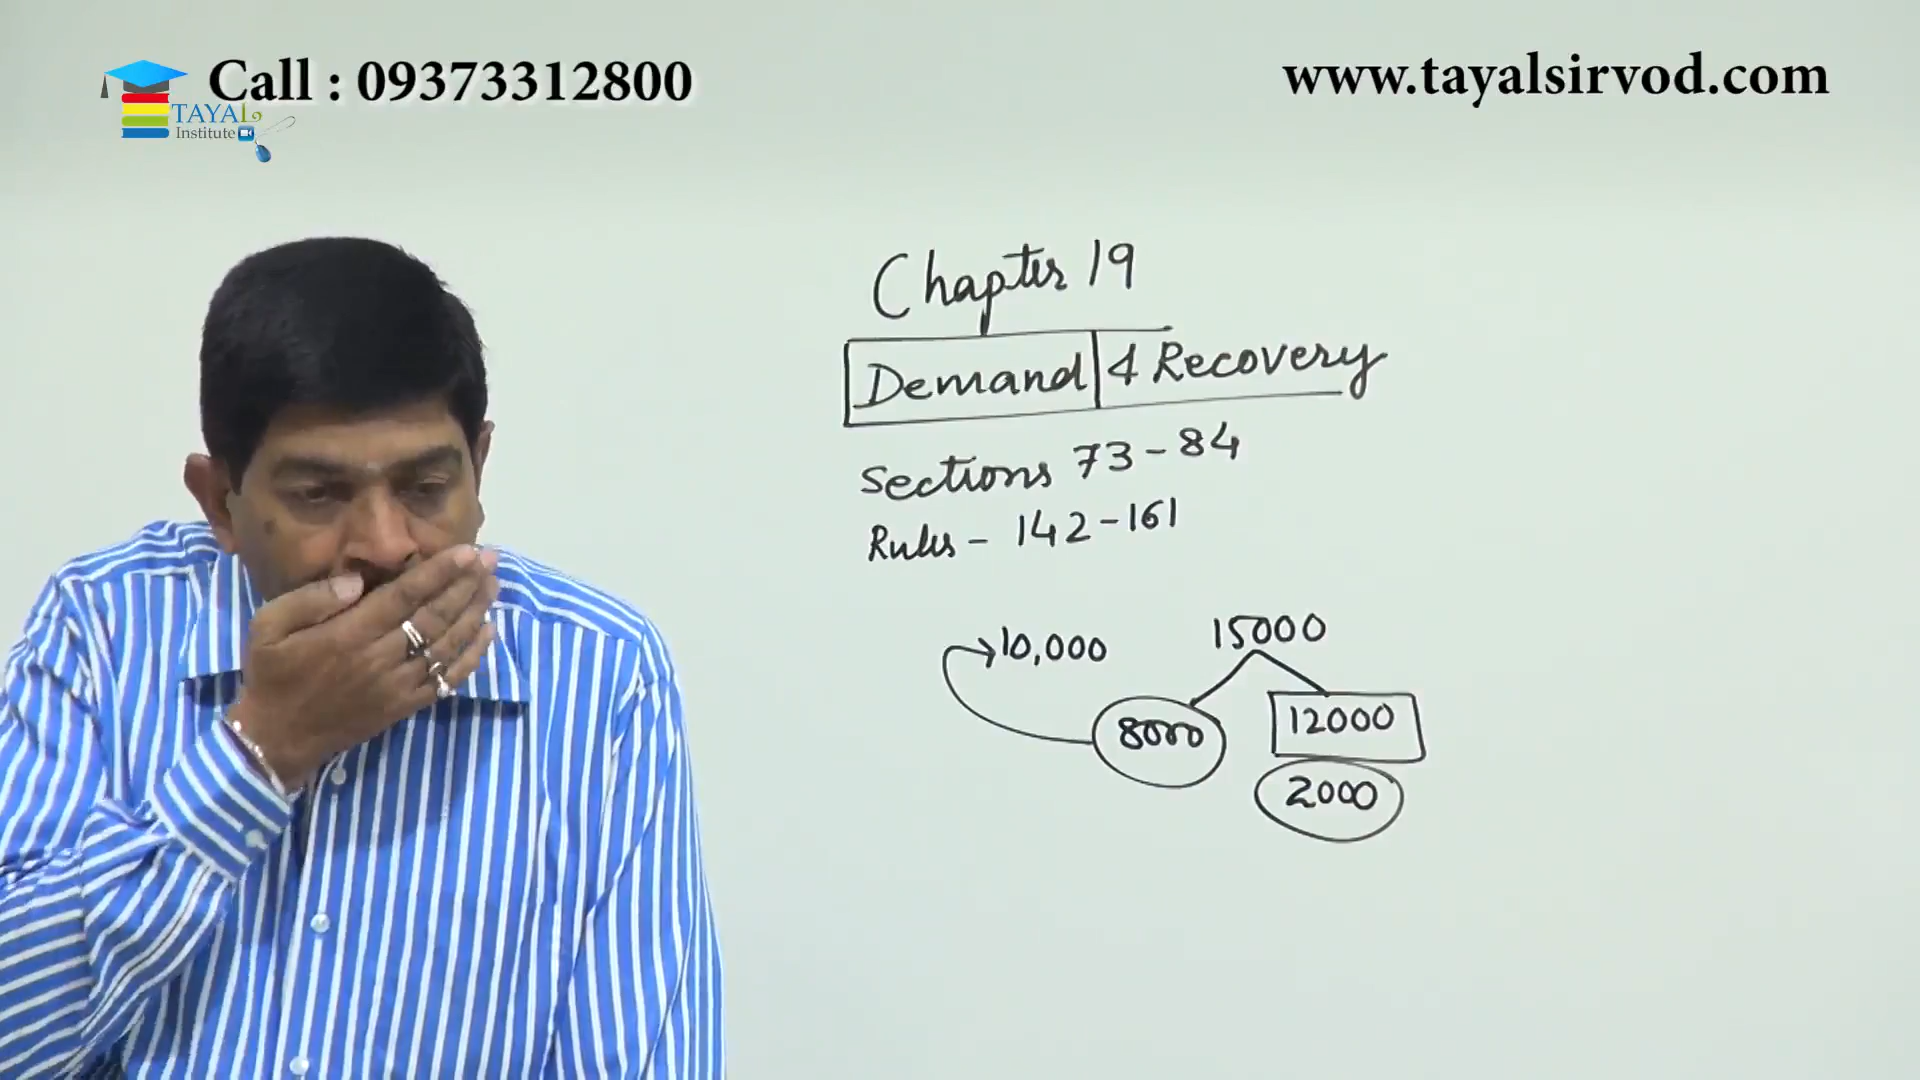 Call : 09373312800
www.tayalsirvod.com
TAYAL
Institute
Chapter 19
Demand & Recovery
Sections 73-84
Rules - 142-161
10,000
15000
8000
12000
2000